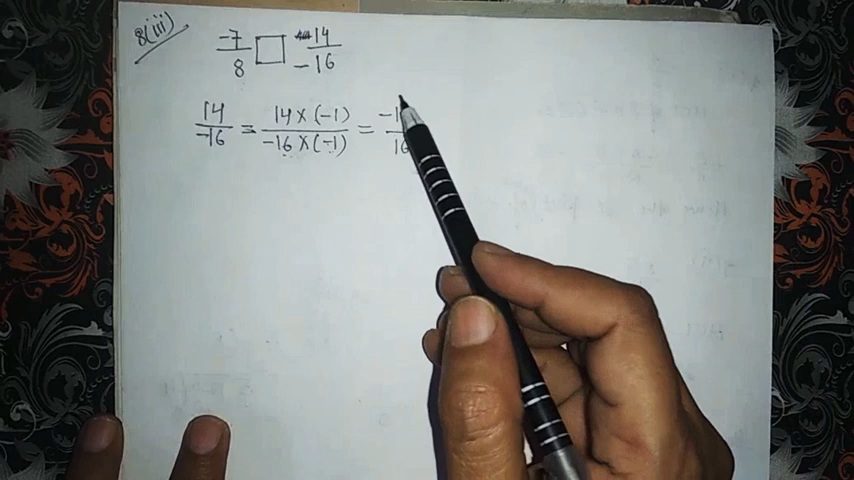 8(iii)
-7/8 □ 14/-16
14/-16 = 14×(-1)/-16×(-1) = -1/16